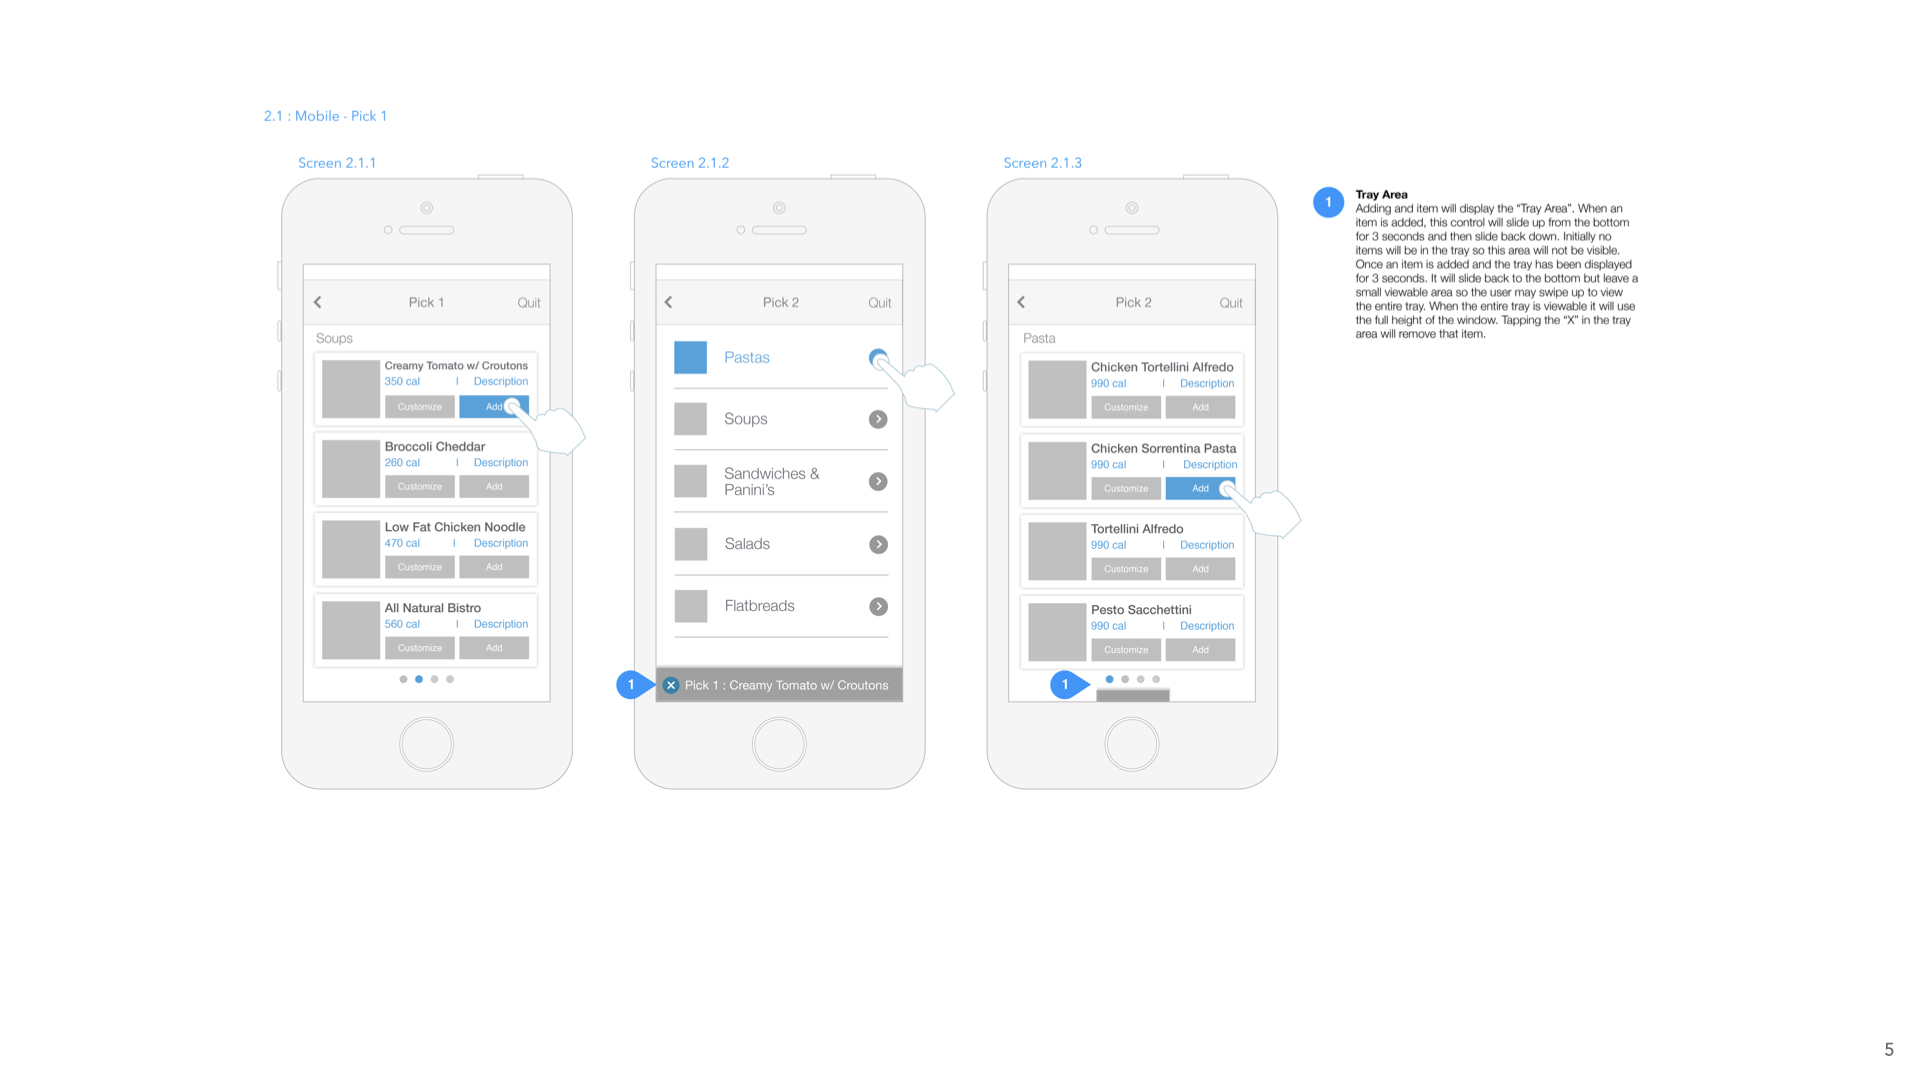 2.1 : Mobile - Pick 1
Screen 2.1.1
Pick 1
Quit
Soups
Creamy Tomato w/ Croutons
350 cal | Description
Customize Add
Broccoli Cheddar
260 cal | Description
Customize Add
Low Fat Chicken Noodle
470 cal | Description
Customize Add
All Natural Bistro
560 cal | Description
Customize Add
Screen 2.1.2
Pick 2
Quit
Pastas
Soups
Sandwiches &
Panini's
Salads
Flatbreads
1
Pick 1 : Creamy Tomato w/ Croutons
Screen 2.1.3
Pick 2
Quit
Pasta
Chicken Tortellini Alfredo
990 cal | Description
Customize Add
Chicken Sorrentina Pasta
990 cal | Description
Customize Add
Tortellini Alfredo
990 cal | Description
Customize Add
Pesto Sacchettini
990 cal | Description
Customize Add
1
1
Tray Area
Adding and item will display the “Tray Area”. When an
item is added, this control will slide up from the bottom
for 3 seconds and then slide back down. Initially no
items will be in the tray so this area will not be visible.
Once an item is added and the tray has been displayed
for 3 seconds. It will slide back to the bottom but leave a
small viewable area so the user may swipe up to view
the entire tray. When the entire tray is viewable it will use
the full height of the window. Tapping the “X” in the tray
area will remove that item.
5